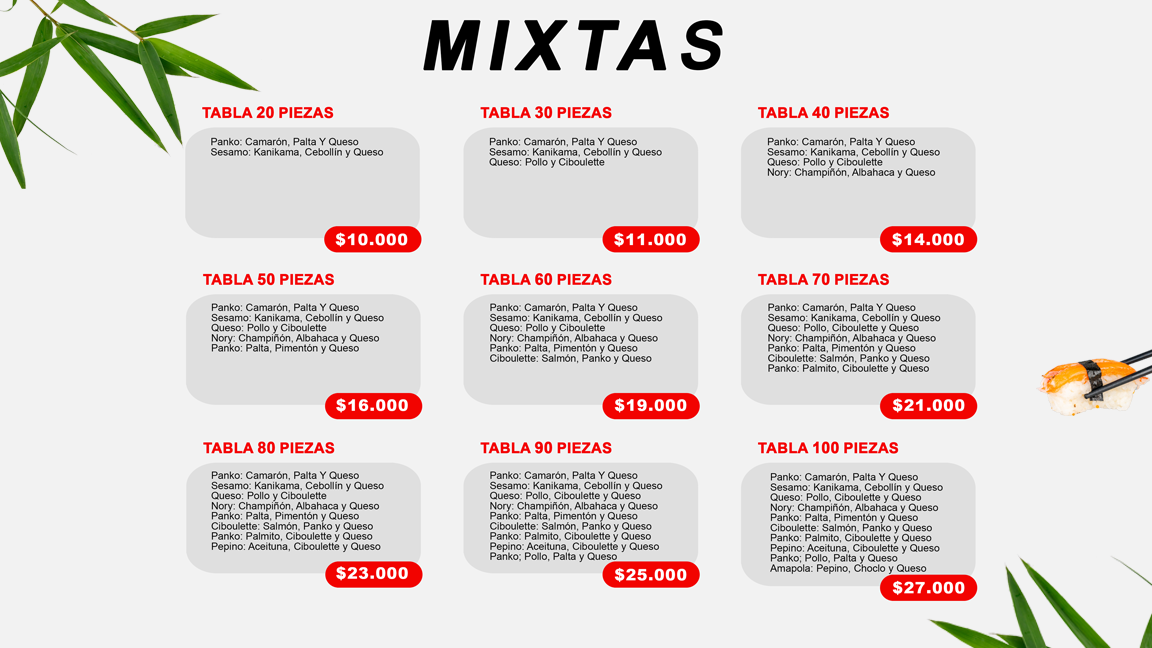 MIXTAS
TABLA 20 PIEZAS
Panko: Camarón, Palta Y Queso
Sesamo: Kanikama, Cebollín y Queso
$10.000
TABLA 30 PIEZAS
Panko: Camarón, Palta Y Queso
Sesamo: Kanikama, Cebollín y Queso
Queso: Pollo y Ciboulette
$11.000
TABLA 40 PIEZAS
Panko: Camarón, Palta Y Queso
Sesamo: Kanikama, Cebollín y Queso
Queso: Pollo y Ciboulette
Nory: Champiñón, Albahaca y Queso
$14.000
TABLA 50 PIEZAS
Panko: Camarón, Palta Y Queso
Sesamo: Kanikama, Cebollín y Queso
Queso: Pollo y Ciboulette
Nory: Champiñón, Albahaca y Queso
Panko: Palta, Pimentón y Queso
$16.000
TABLA 60 PIEZAS
Panko: Camarón, Palta Y Queso
Sesamo: Kanikama, Cebollín y Queso
Queso: Pollo y Ciboulette
Nory: Champiñón, Albahaca y Queso
Panko: Palta, Pimentón y Queso
Ciboulette: Salmón, Panko y Queso
$19.000
TABLA 70 PIEZAS
Panko: Camarón, Palta Y Queso
Sesamo: Kanikama, Cebollín y Queso
Queso: Pollo, Ciboulette y Queso
Nory: Champiñón, Albahaca y Queso
Panko: Palta, Pimentón y Queso
Ciboulette: Salmón, Panko y Queso
Panko: Palmito, Ciboulette y Queso
$21.000
TABLA 80 PIEZAS
Panko: Camarón, Palta Y Queso
Sesamo: Kanikama, Cebollín y Queso
Queso: Pollo y Ciboulette
Nory: Champiñón, Albahaca y Queso
Panko: Palta, Pimentón y Queso
Ciboulette: Salmón, Panko y Queso
Panko: Palmito, Ciboulette y Queso
Pepino: Aceituna, Ciboulette y Queso
$23.000
TABLA 90 PIEZAS
Panko: Camarón, Palta Y Queso
Sesamo: Kanikama, Cebollín y Queso
Queso: Pollo, Ciboulette y Queso
Nory: Champiñón, Albahaca y Queso
Panko: Palta, Pimentón y Queso
Ciboulette: Salmón, Panko y Queso
Panko: Palmito, Ciboulette y Queso
Pepino: Aceituna, Ciboulette y Queso
Panko; Pollo, Palta y Queso
$25.000
TABLA 100 PIEZAS
Panko: Camarón, Palta Y Queso
Sesamo: Kanikama, Cebollín y Queso
Queso: Pollo, Ciboulette y Queso
Nory: Champiñón, Albahaca y Queso
Panko: Palta, Pimentón y Queso
Ciboulette: Salmón, Panko y Queso
Panko: Palmito, Ciboulette y Queso
Pepino: Aceituna, Ciboulette y Queso
Panko; Pollo, Palta y Queso
Amapola: Pepino, Choclo y Queso
$27.000